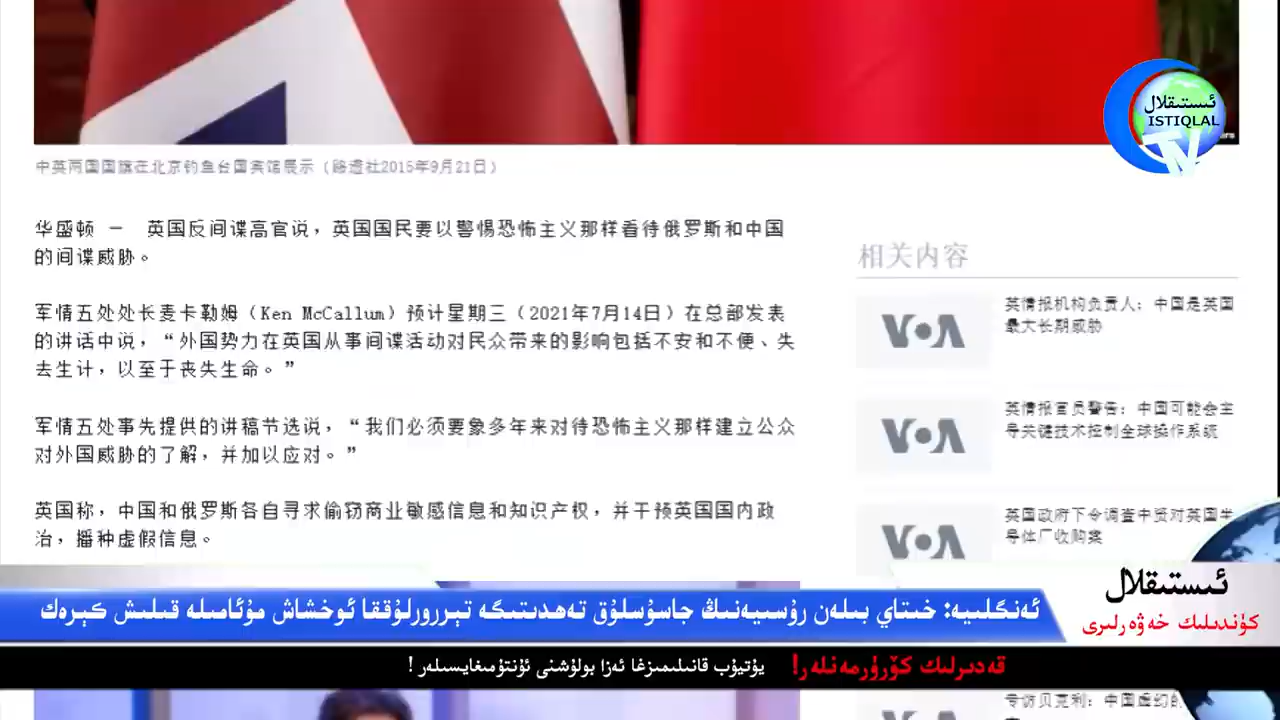 ئىستىقلال
ISTIQLAL
TV
中英两国国旗在北京钓鱼台国宾馆展示（路透社2015年9月21日）
华盛顿 — 英国反间谍高官说，英国国民要以警惕恐怖主义那样看待俄罗斯和中国
的间谍威胁。
军情五处处长麦卡勒姆（Ken McCallum）预计星期三（2021年7月14日）在总部发表
的讲话中说，“外国势力在英国从事间谍活动对民众带来的影响包括不安和不便、失
去生计，以至于丧失生命。”
军情五处事先提供的讲稿节选说，“我们必须要象多年来对待恐怖主义那样建立公众
对外国威胁的了解，并加以应对。”
英国称，中国和俄罗斯各自寻求偷窃商业敏感信息和知识产权，并干预英国国内政
治，播种虚假信息。
相关内容
VOA
英情报机构负责人：中国是英国
最大长期威胁
VOA
英情报官员警告：中国可能会主
导关键技术控制全球操作系统
VOA
英国政府下令调查中资对英国半
导体厂收购案
ئىستىقلال
كۈندىلىك خەۋەرلىرى
ئەنگلىيە: خىتاي بىلەن رۇسىيەنىڭ جاسۇسلۇق تەھدىتىگە تېررورلۇققا ئوخشاش مۇئامىلە قىلىش كېرەك
قەدىرلىك كۆرۈرمەنلەر! يۇتيۇب قانىلىمىزغا ئەزا بولۇشنى ئۇنتۇمىغايسىلەر !
专访贝克利：中国虚幻的